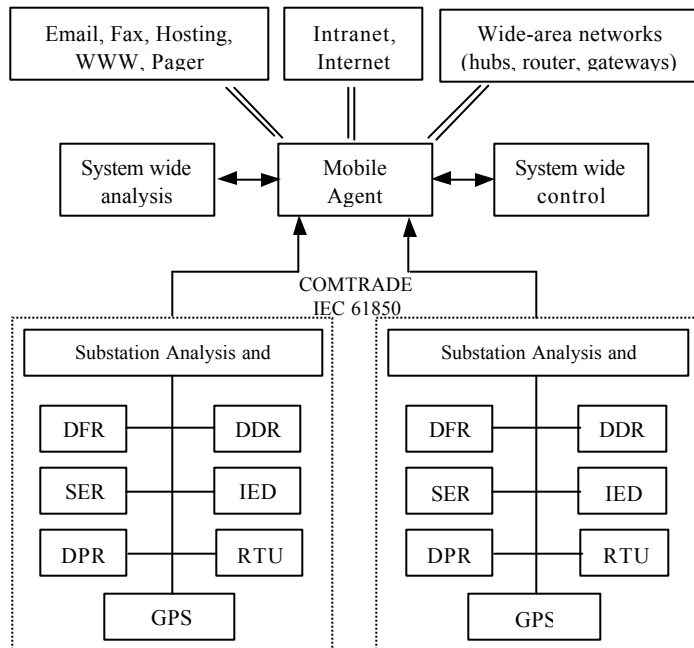 Email, Fax, Hosting,
WWW, Pager
Intranet,
Internet
Wide-area networks
(hubs, router, gateways)
System wide
analysis
Mobile
Agent
System wide
control
COMTRADE
IEC 61850
Substation Analysis and
DFR
DDR
SER
IED
DPR
RTU
GPS
Substation Analysis and
DFR
DDR
SER
IED
DPR
RTU
GPS